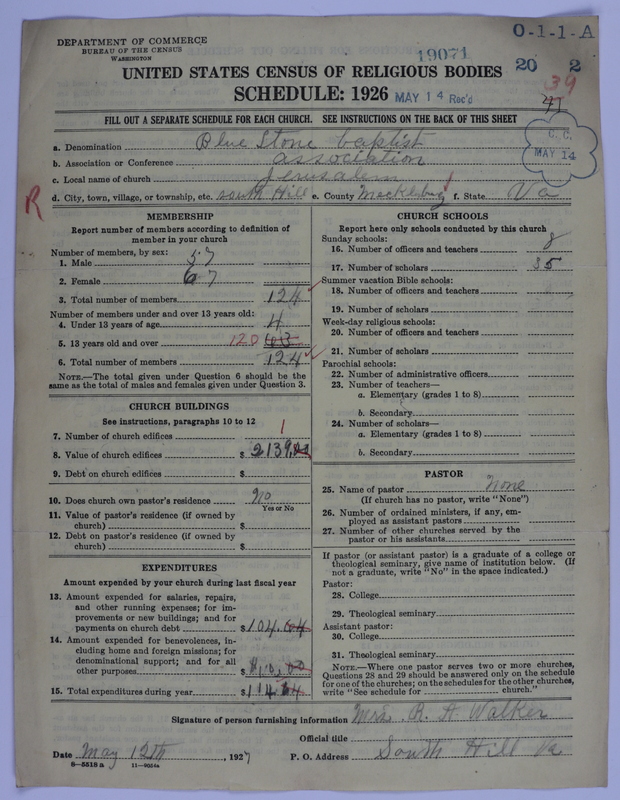 DEPARTMENT OF COMMERCE
BUREAU OF THE CENSUS
WASHINGTON
19071
O-1-1-A
20 2
39
UNITED STATES CENSUS OF RELIGIOUS BODIES
SCHEDULE: 1926 MAY 14 Rec'd
FILL OUT A SEPARATE SCHEDULE FOR EACH CHURCH. SEE INSTRUCTIONS ON THE BACK OF THIS SHEET
C. C.
MAY 14
a. Denomination Blue Stone baptist
b. Association or Conference association
c. Local name of church Jerusalem
d. City, town, village, or township, etc. South Hill e. County Mecklenburg f. State Va
R
MEMBERSHIP
Report number of members according to definition of
member in your church
Number of members, by sex:
1. Male 57
2. Female 67
3. Total number of members 124
Number of members under and over 13 years old:
4. Under 13 years of age 4
5. 13 years old and over 120 63
6. Total number of members 124
NOTE.—The total given under Question 6 should be the
same as the total of males and females given under Question 3.
CHURCH BUILDINGS
See instructions, paragraphs 10 to 12
7. Number of church edifices 1
8. Value of church edifices $2139.
9. Debt on church edifices $
10. Does church own pastor's residence no
Yes or No
11. Value of pastor's residence (if owned by
church) $
12. Debt on pastor's residence (if owned by
church) $
EXPENDITURES
Amount expended by your church during last fiscal year
13. Amount expended for salaries, repairs,
and other running expenses; for im-
provements or new buildings; and for
payments on church debt $104.64
14. Amount expended for benevolences, in-
cluding home and foreign missions; for
denominational support; and for all
other purposes $10.00
15. Total expenditures during year $114.64
CHURCH SCHOOLS
Report here only schools conducted by this church
Sunday schools:
16. Number of officers and teachers 8
17. Number of scholars 35
Summer vacation Bible schools:
18. Number of officers and teachers
19. Number of scholars
Week-day religious schools:
20. Number of officers and teachers
21. Number of scholars
Parochial schools:
22. Number of administrative officers
23. Number of teachers—
a. Elementary (grades 1 to 8)
b. Secondary
24. Number of scholars—
a. Elementary (grades 1 to 8)
b. Secondary
PASTOR
25. Name of pastor None
(If church has no pastor, write "None")
26. Number of ordained ministers, if any, em-
ployed as assistant pastors
27. Number of other churches served by the
pastor or his assistants
If pastor (or assistant pastor) is a graduate of a college or
theological seminary, give name of institution below. (If
not a graduate, write "No" in the space indicated.)
Pastor:
28. College
29. Theological seminary
Assistant pastor:
30. College
31. Theological seminary
NOTE.—Where one pastor serves two or more churches,
Questions 28 and 29 should be answered only on the schedule
for one of the churches; on the schedules for the other churches,
write "See schedule for church."
Signature of person furnishing information Mrs. R. H Walker
Official title
Date May 12th, 1927 P. O. Address South Hill Va
8-5518 a 11-9054a